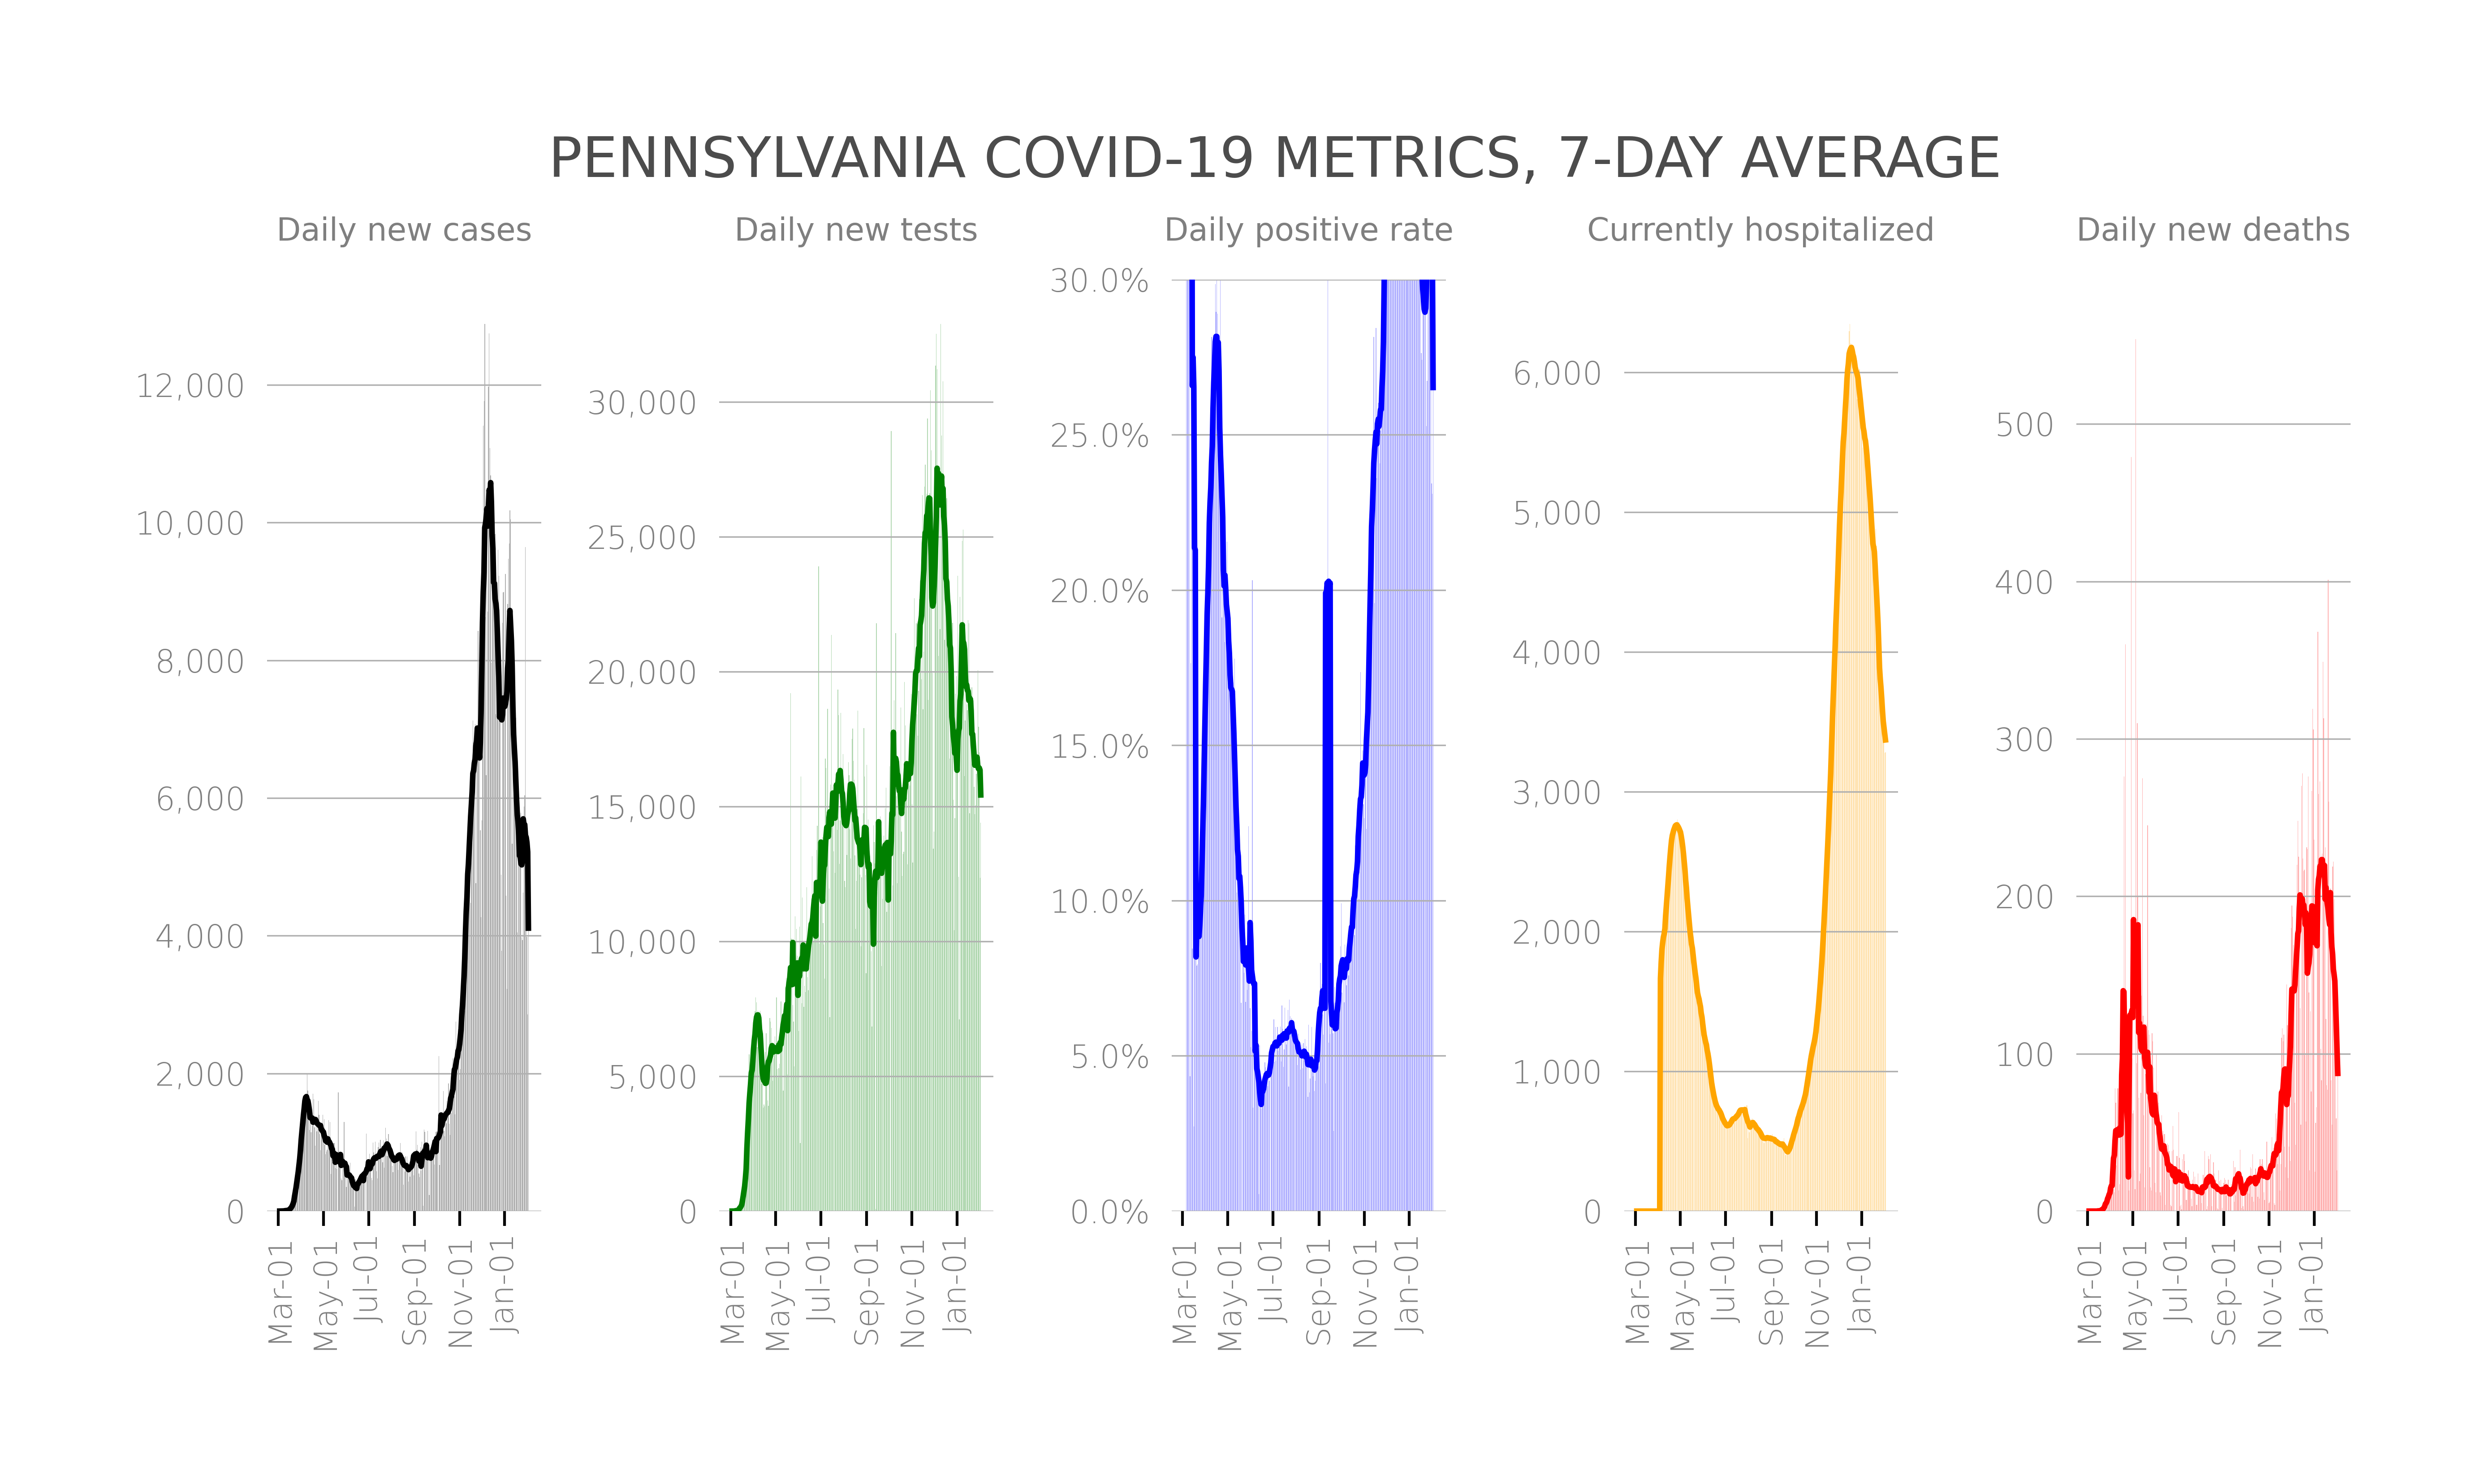 PENNSYLVANIA COVID-19 METRICS, 7-DAY AVERAGE
Daily new cases
12,000
10,000
8,000
6,000
4,000
2,000
0
Mar-01
May-01
Jul-01
Sep-01
Nov-01
Jan-01
Daily new tests
30,000
25,000
20,000
15,000
10,000
5,000
0
Mar-01
May-01
Jul-01
Sep-01
Nov-01
Jan-01
Daily positive rate
30.0%
25.0%
20.0%
15.0%
10.0%
5.0%
0.0%
Mar-01
May-01
Jul-01
Sep-01
Nov-01
Jan-01
Currently hospitalized
6,000
5,000
4,000
3,000
2,000
1,000
0
Mar-01
May-01
Jul-01
Sep-01
Nov-01
Jan-01
Daily new deaths
500
400
300
200
100
0
Mar-01
May-01
Jul-01
Sep-01
Nov-01
Jan-01